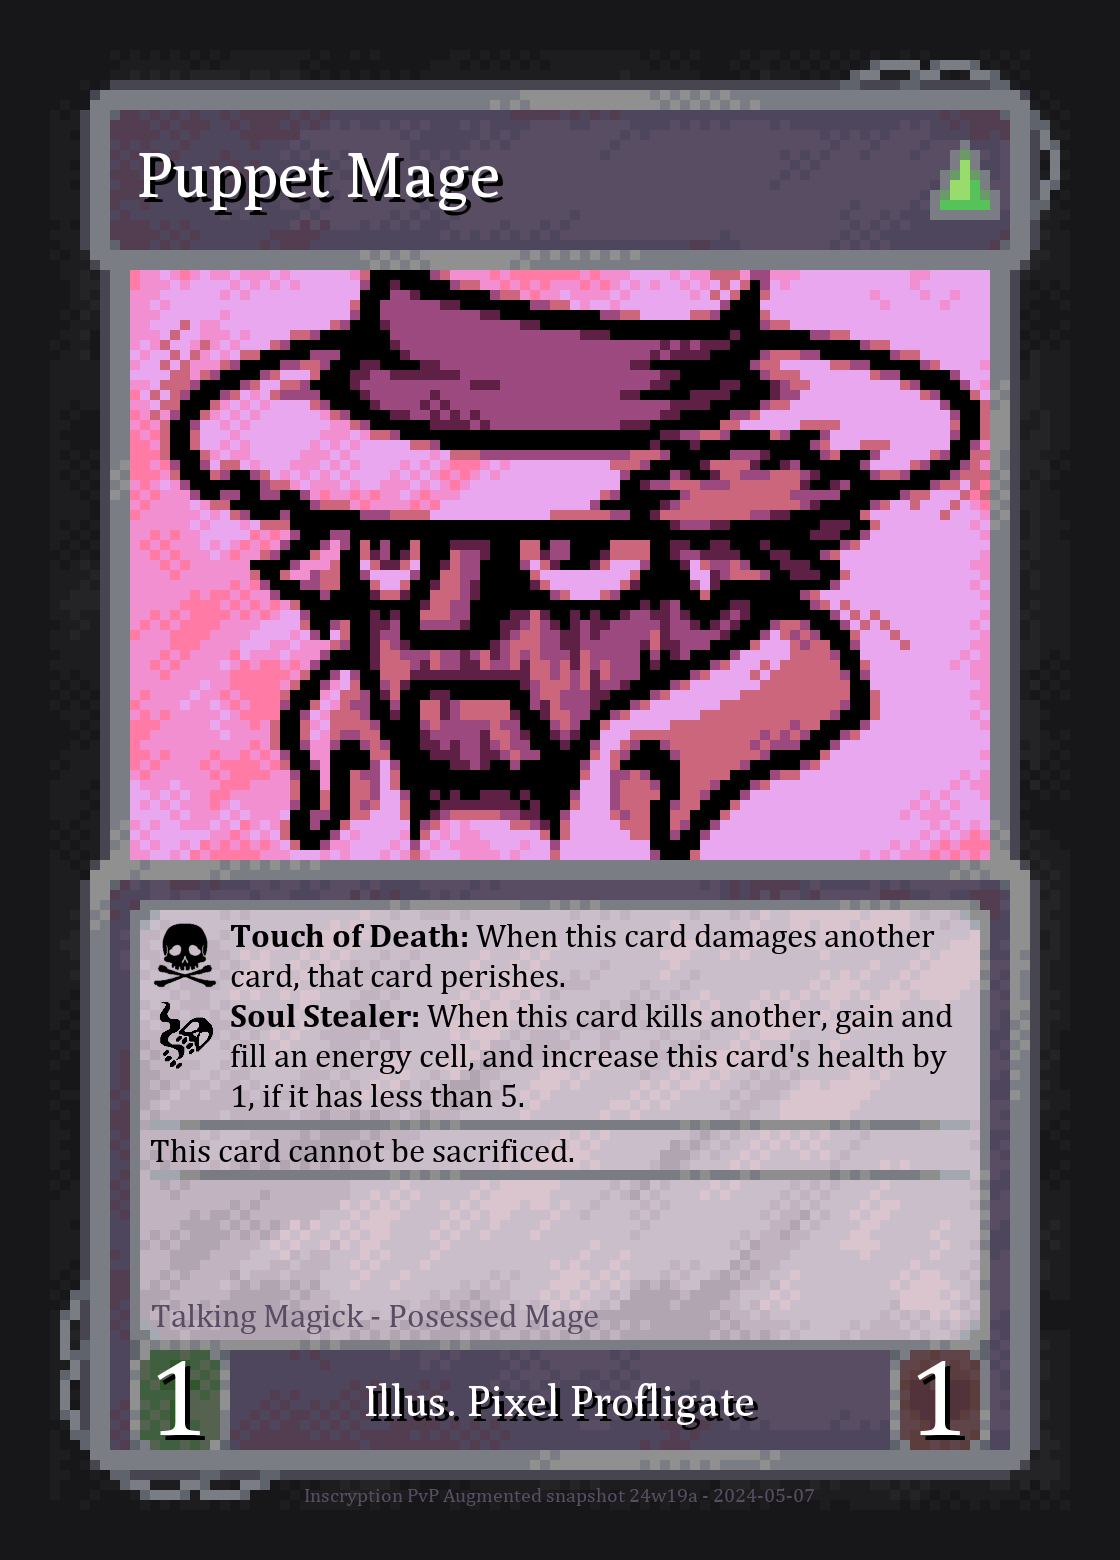 Puppet Mage
Touch of Death: When this card damages another
card, that card perishes.
Soul Stealer: When this card kills another, gain and
fill an energy cell, and increase this card's health by
1, if it has less than 5.
This card cannot be sacrificed.
Talking Magick - Posessed Mage
1
Illus. Pixel Profligate
1
Inscryption PvP Augmented snapshot 24w19a - 2024-05-07